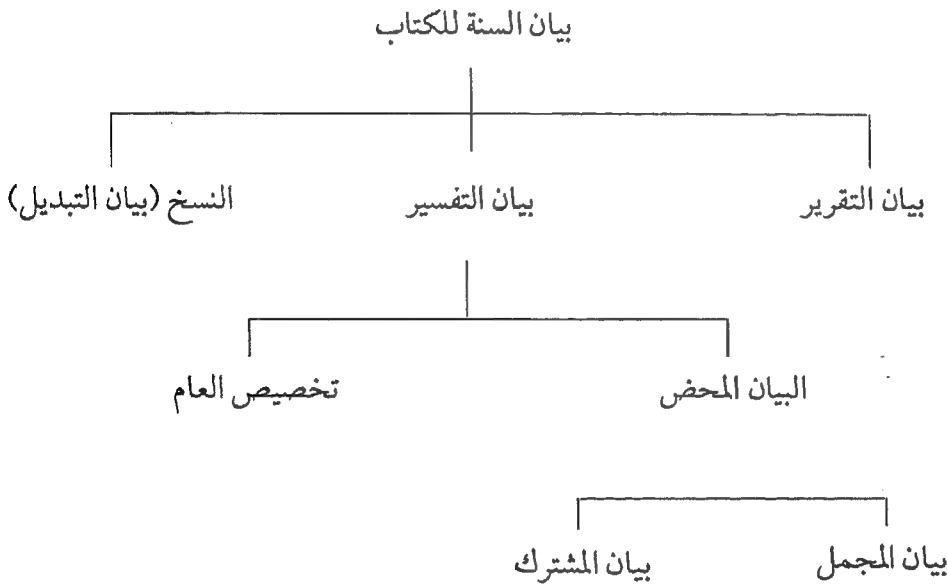 بيان السنة للكتاب
بيان التقرير
بيان التفسير
النسخ (بيان التبديل)
البيان المحض
تخصيص العام
بيان المجمل
بيان المشترك